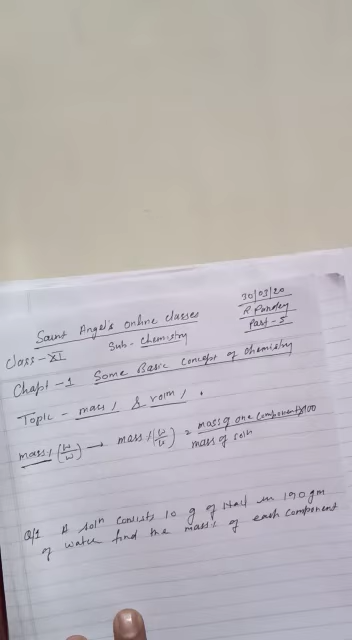 30/03/20
R Pandey
Part - 5
Saint Angel's online classes
Class - XI Sub - Chemistry
Chapt - 1 Some Basic Concept of chemistry
Topic - mass / & volm / .
mass / (w/w) → mass / (w/w) = mass of one component × 100 / mass of soln
Q/1 A soln consists 10 g of NaCl in 190 gm
of water find the mass / of each component